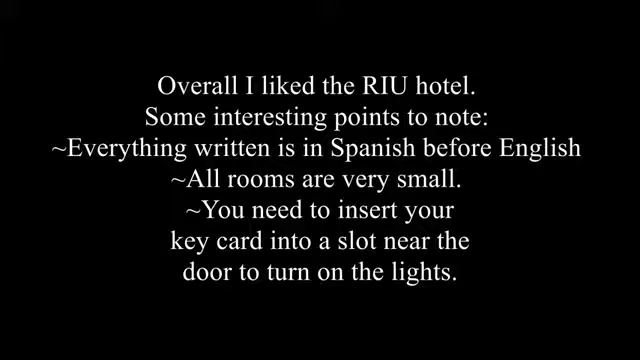 Overall I liked the RIU hotel.
Some interesting points to note:
~Everything written is in Spanish before English
~All rooms are very small.
~You need to insert your
key card into a slot near the
door to turn on the lights.